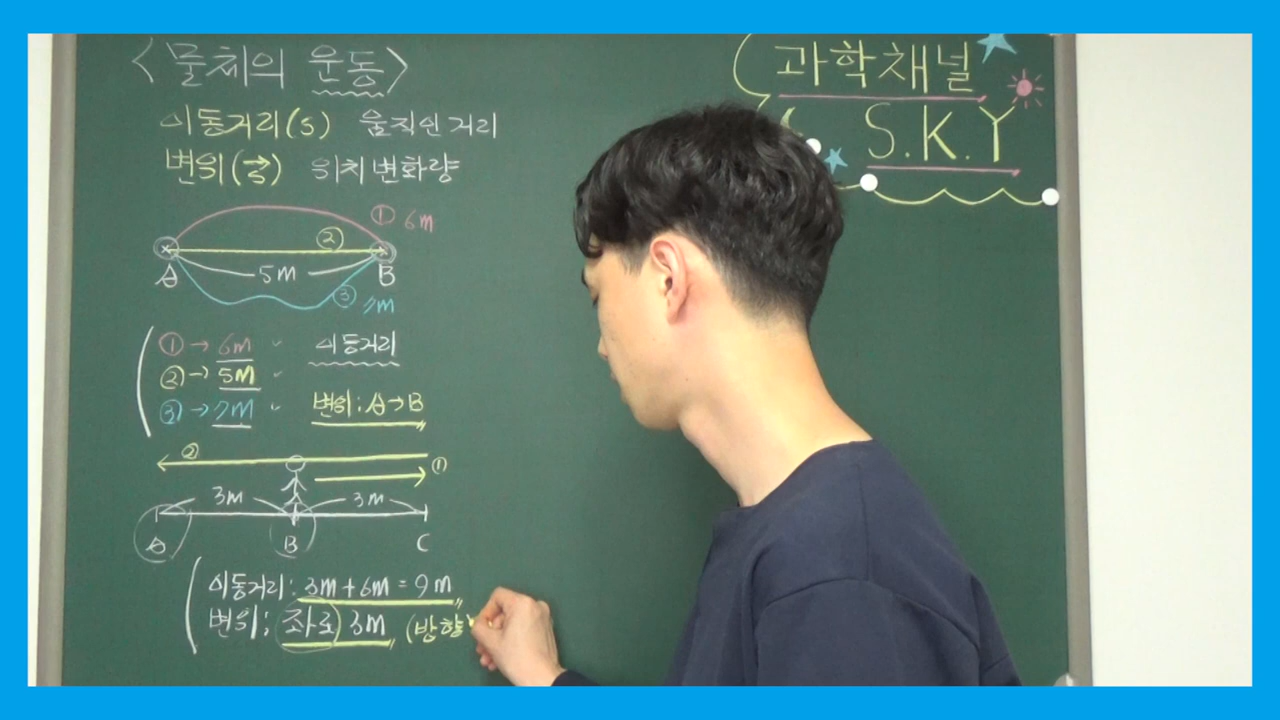 <물체의 운동>
이동거리(s) 움직인 거리
변위(s) 위치 변화량
① 6m
②
A 5m B
③ 7m
① → 6m 이동거리
② → 5m
③ → 7m 변위 : A→B
②
①
3m 3m
A B C
이동거리 : 3m + 6m = 9m
변위 ; 좌로 3m (방향
과학채널
S.K.Y